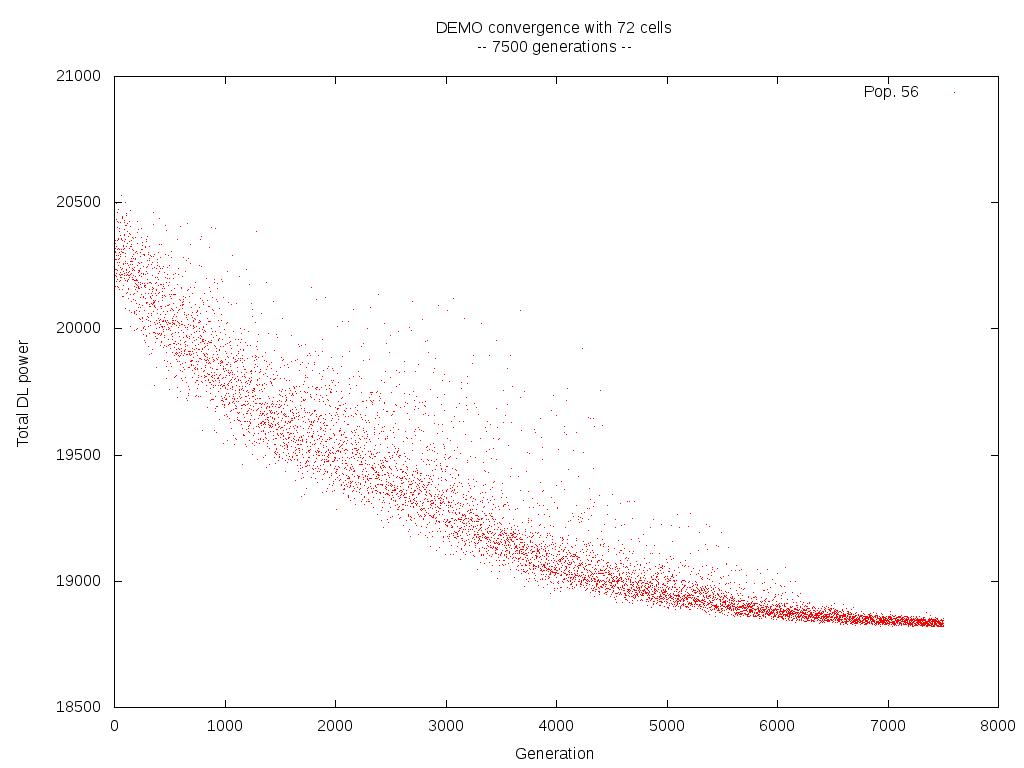 DEMO convergence with 72 cells
-- 7500 generations --
Pop. 56
21000
20500
20000
19500
19000
18500
Total DL power
0 1000 2000 3000 4000 5000 6000 7000 8000
Generation